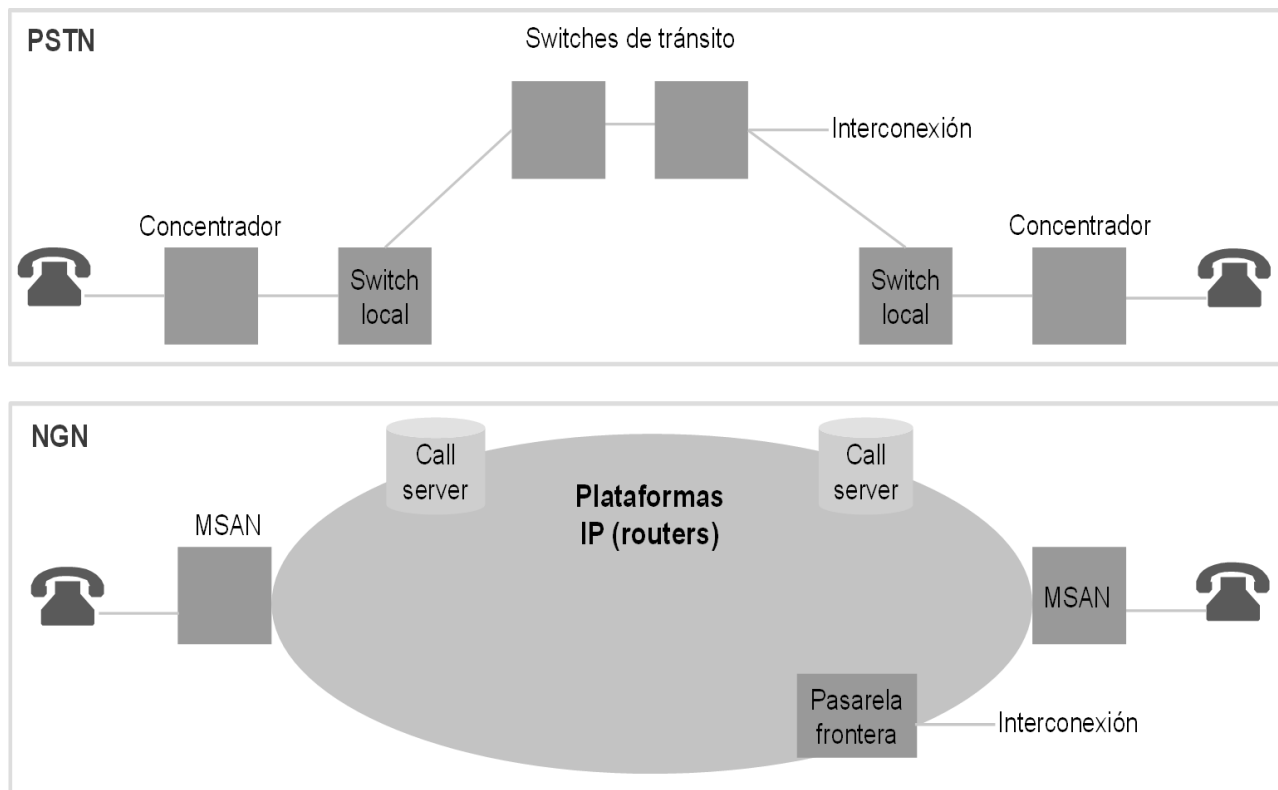 PSTN
Switches de tránsito
Interconexión
Concentrador
Concentrador
Switch
local
Switch
local
NGN
Call
server
Call
server
Plataformas
IP (routers)
MSAN
MSAN
Pasarela
frontera
Interconexión